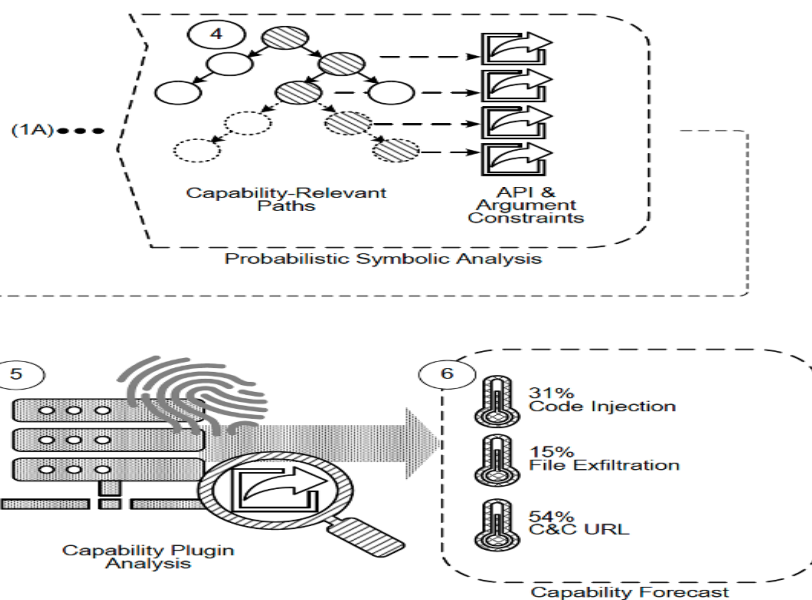 4
(1A)
Capability-Relevant
Paths
API &
Argument
Constraints
Probabilistic Symbolic Analysis
5
Capability Plugin
Analysis
6
31%
Code Injection
15%
File Exfiltration
54%
C&C URL
Capability Forecast